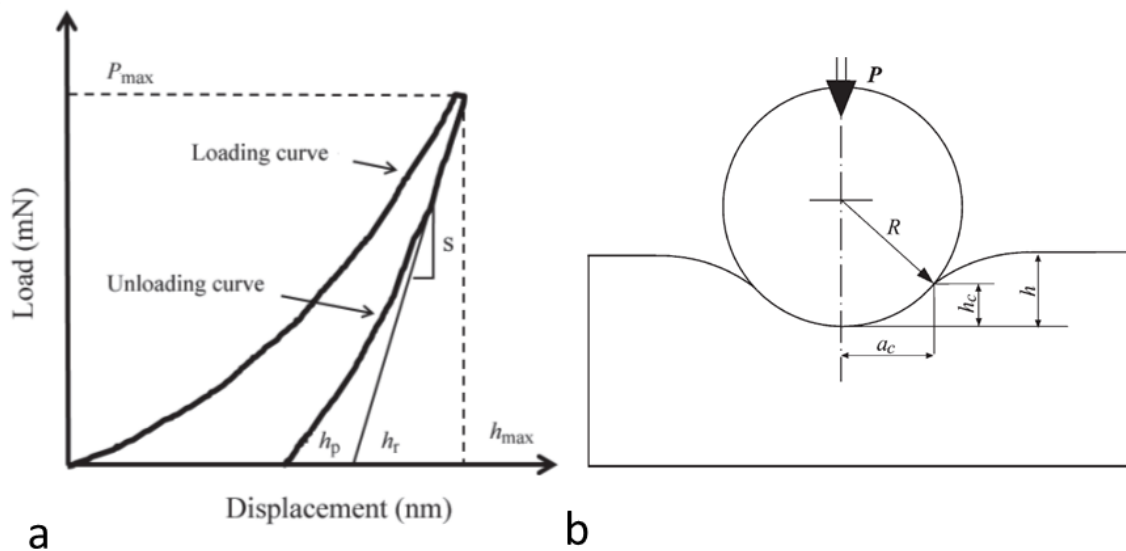 P_max
Loading curve
S
Unloading curve
h_p
h_r
h_max
Load (mN)
Displacement (nm)
a
P
R
h_c
h
a_c
b